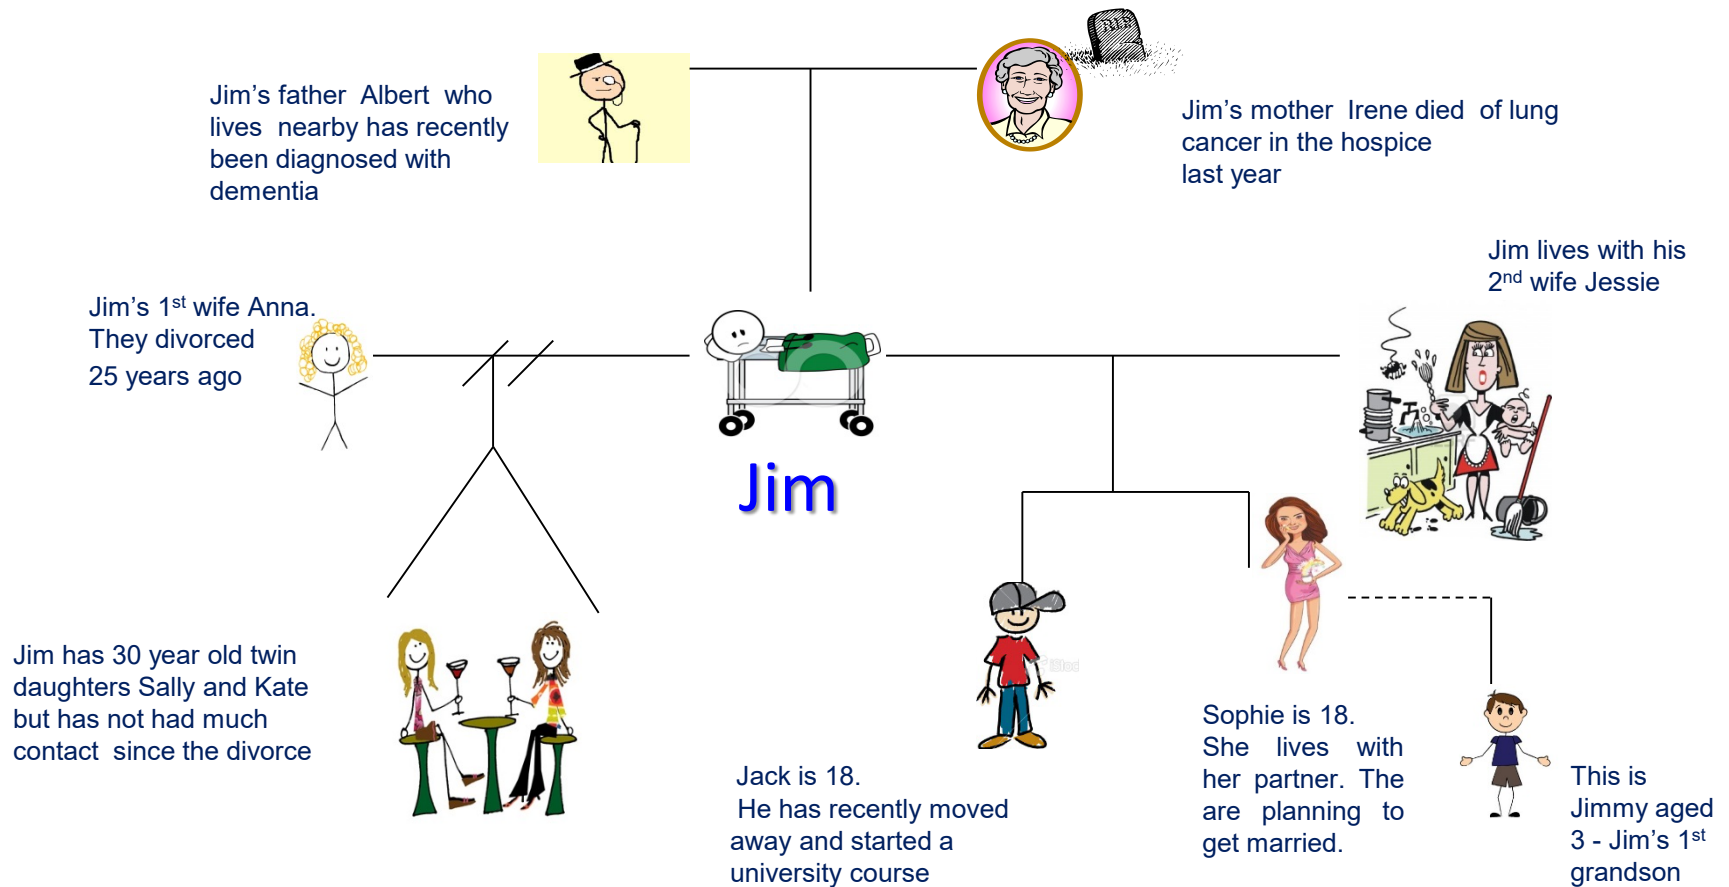 RIP
Jim’s father Albert who
lives nearby has recently
been diagnosed with
dementia
Jim’s mother Irene died of lung
cancer in the hospice
last year
Jim lives with his
2nd wife Jessie
Jim’s 1st wife Anna.
They divorced
25 years ago
Jim
Jim has 30 year old twin
daughters Sally and Kate
but has not had much
contact since the divorce
Jack is 18.
He has recently moved
away and started a
university course
Sophie is 18.
She lives with
her partner. The
are planning to
get married.
This is
Jimmy aged
3 - Jim’s 1st
grandson